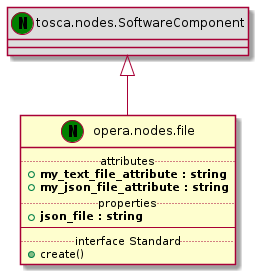 N tosca.nodes.SoftwareComponent
N opera.nodes.file
attributes
my_text_file_attribute : string
my_json_file_attribute : string
properties
json_file : string
interface Standard
create()